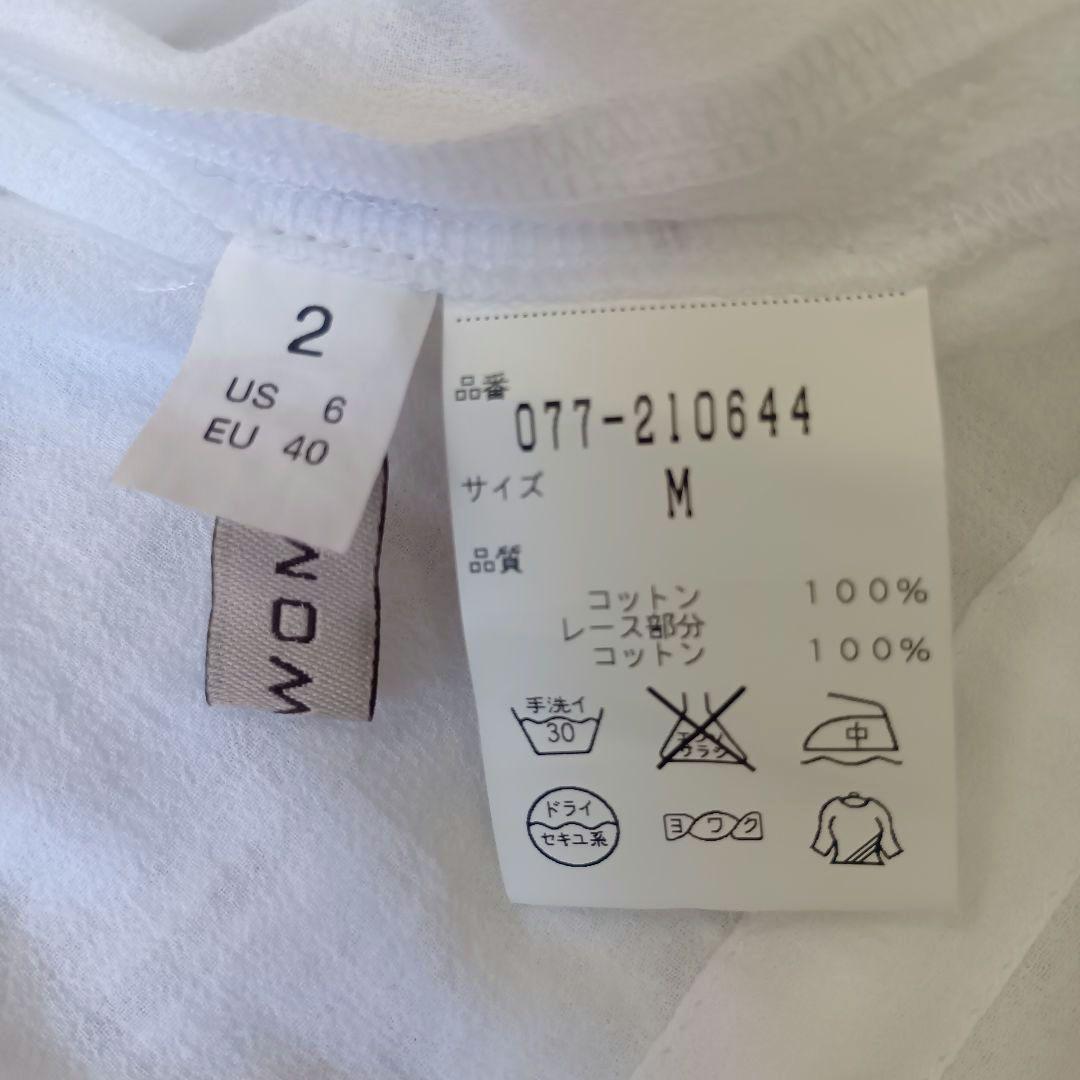 2
US 6
EU 40
WOM
品番
077-210644
サイズ M
品質
コットン 100%
レース部分
コットン 100%
手洗イ
30
中
ドライ
セキユ系
ヨワク